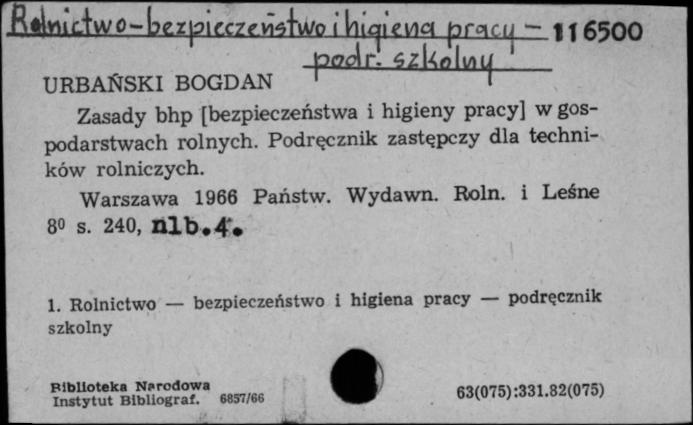 Rolnictwo-bezpieczeństwo i higiena pracy - 116500
podr. szkolny
URBAŃSKI BOGDAN
Zasady bhp [bezpieczeństwa i higieny pracy] w gos-
podarstwach rolnych. Podręcznik zastępczy dla techni-
ków rolniczych.
Warszawa 1966 Państw. Wydawn. Roln. i Leśne
8⁰ s. 240, nlb.4.
1. Rolnictwo — bezpieczeństwo i higiena pracy — podręcznik
szkolny
Biblioteka Narodowa
Instytut Bibliograf. 6857/66
63(075):331.82(075)